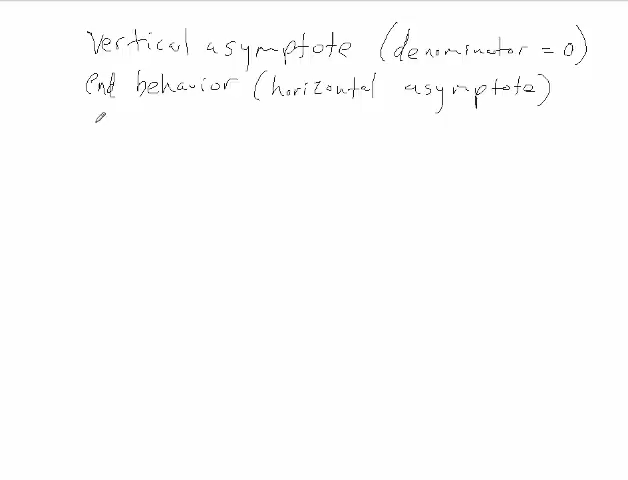 Vertical asymptote (denominator = 0)
end behavior (horizontal asymptote)